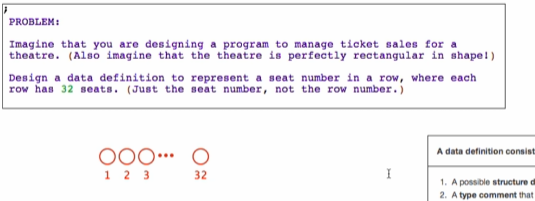 ;
PROBLEM:
Imagine that you are designing a program to manage ticket sales for a
theatre. (Also imagine that the theatre is perfectly rectangular in shape!)
Design a data definition to represent a seat number in a row, where each
row has 32 seats. (Just the seat number, not the row number.)
1 2 3 32
A data definition consist
1. A possible structure d
2. A type comment that